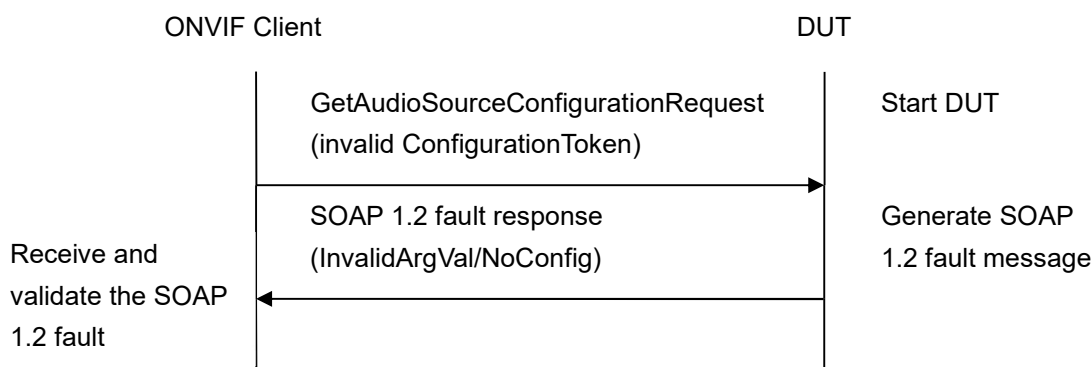 ONVIF Client
DUT
GetAudioSourceConfigurationRequest
(invalid ConfigurationToken)
Start DUT
SOAP 1.2 fault response
(InvalidArgVal/NoConfig)
Generate SOAP
1.2 fault message
Receive and
validate the SOAP
1.2 fault